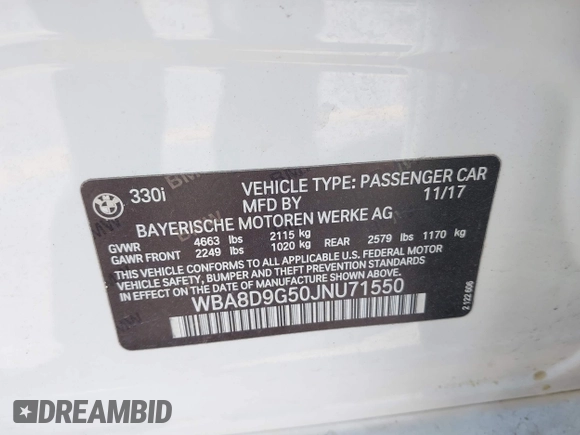 330i
VEHICLE TYPE: PASSENGER CAR
MFD BY 11/17
BAYERISCHE MOTOREN WERKE AG
GVWR 4663 lbs 2115 kg
GAWR FRONT 2249 lbs 1020 kg REAR 2579 lbs 1170 kg
THIS VEHICLE CONFORMS TO ALL APPLICABLE U.S. FEDERAL MOTOR
VEHICLE SAFETY, BUMPER AND THEFT PREVENTION STANDARDS
IN EFFECT ON THE DATE OF MANUFACTURE SHOWN ABOVE.
WBA8D9G50JNU71550
2 122 606
DREAMBID